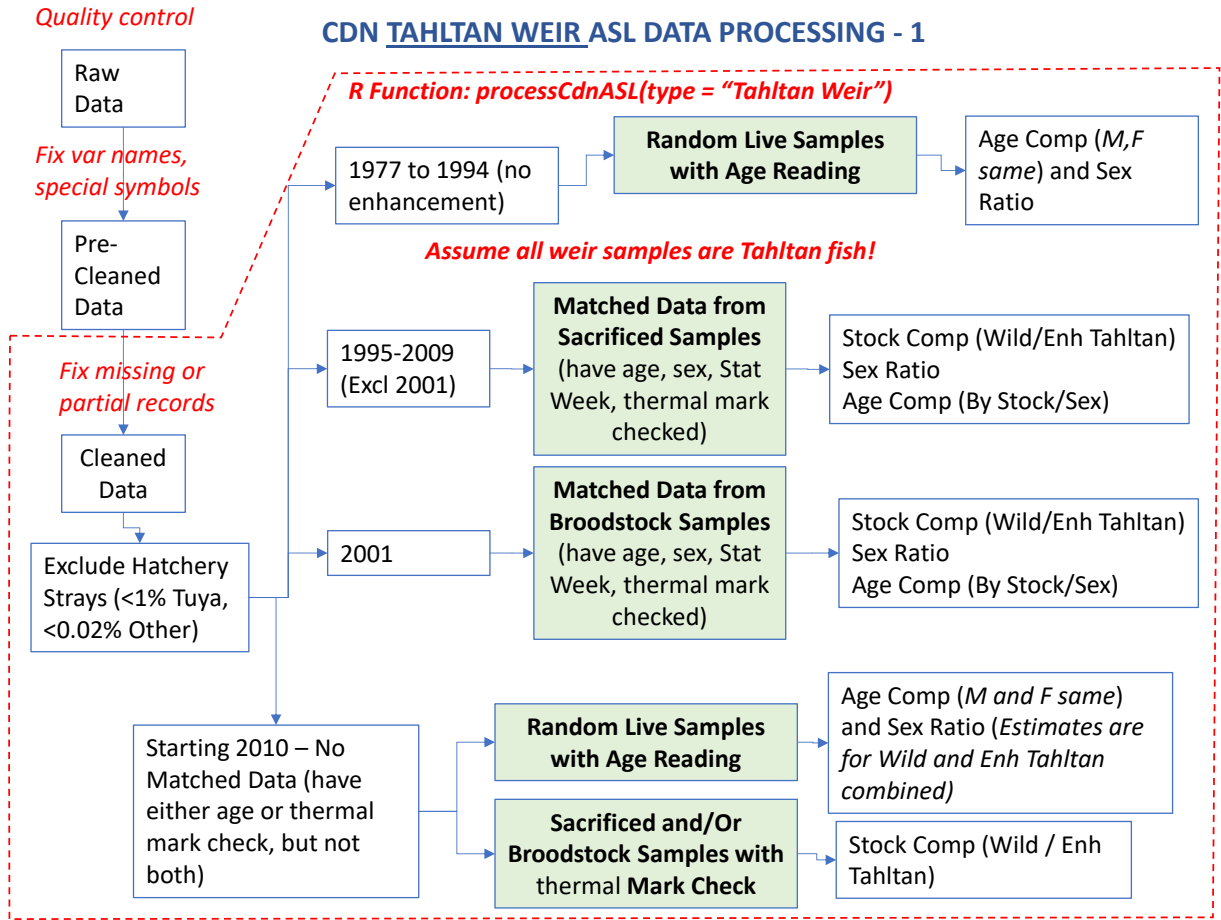 Quality control
CDN TAHLTAN WEIR ASL DATA PROCESSING - 1
Raw
Data
R Function: processCdnASL(type = “Tahltan Weir”)
Fix var names,
special symbols
1977 to 1994 (no
enhancement)
Random Live Samples
with Age Reading
Age Comp (M,F
same) and Sex
Ratio
Pre-
Cleaned
Data
Assume all weir samples are Tahltan fish!
Fix missing or
partial records
1995-2009
(Excl 2001)
Matched Data from
Sacrificed Samples
(have age, sex, Stat
Week, thermal mark
checked)
Stock Comp (Wild/Enh Tahltan)
Sex Ratio
Age Comp (By Stock/Sex)
Cleaned
Data
2001
Matched Data from
Broodstock Samples
(have age, sex, Stat
Week, thermal mark
checked)
Stock Comp (Wild/Enh Tahltan)
Sex Ratio
Age Comp (By Stock/Sex)
Exclude Hatchery
Strays (<1% Tuya,
<0.02% Other)
Starting 2010 – No
Matched Data (have
either age or thermal
mark check, but not
both)
Random Live Samples
with Age Reading
Age Comp (M and F same)
and Sex Ratio (Estimates are
for Wild and Enh Tahltan
combined)
Sacrificed and/Or
Broodstock Samples with
thermal Mark Check
Stock Comp (Wild / Enh
Tahltan)